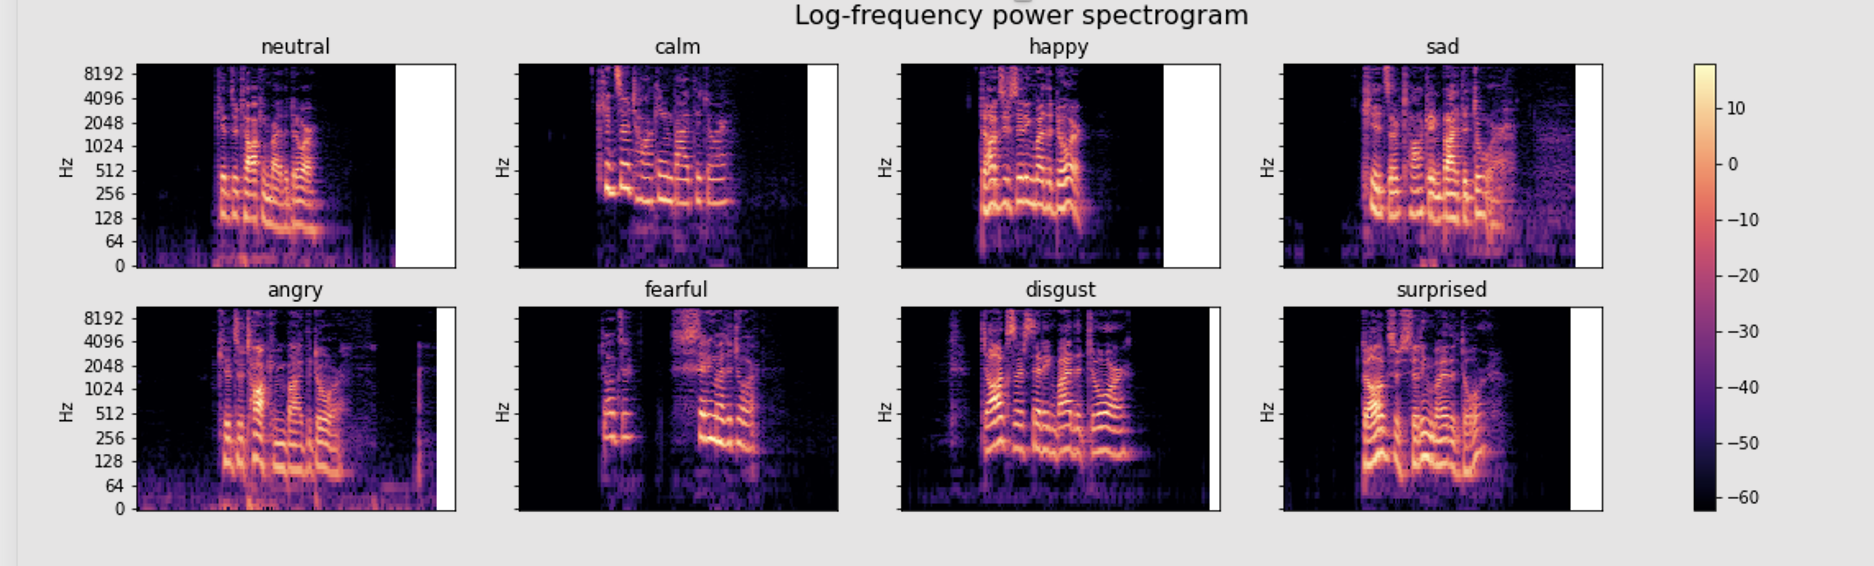 Log-frequency power spectrogram
neutral
calm
happy
sad
8192
4096
2048
1024
512
256
128
64
0
Hz
Hz
Hz
Hz
10
0
−10
−20
−30
−40
−50
−60
angry
fearful
disgust
surprised
8192
4096
2048
1024
512
256
128
64
0
Hz
Hz
Hz
Hz